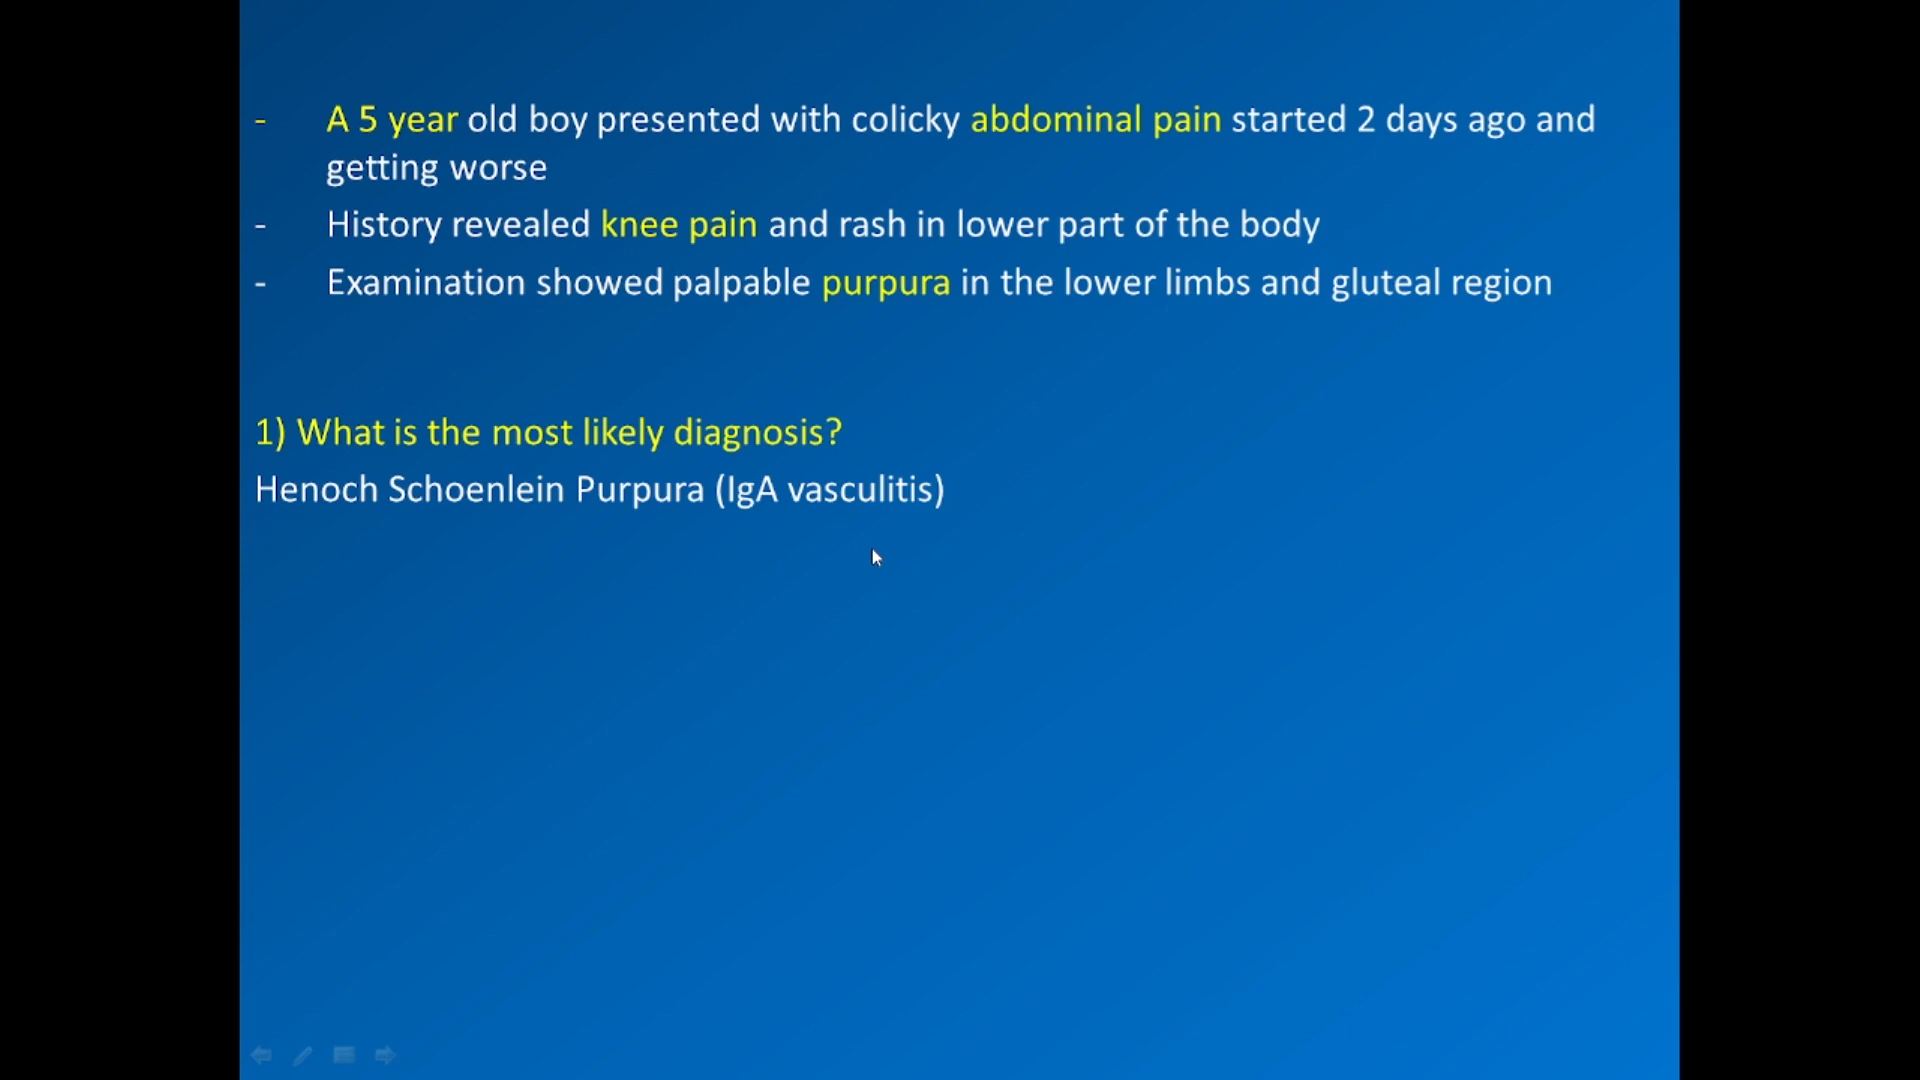 - A 5 year old boy presented with colicky abdominal pain started 2 days ago and
getting worse
- History revealed knee pain and rash in lower part of the body
- Examination showed palpable purpura in the lower limbs and gluteal region
1) What is the most likely diagnosis?
Henoch Schoenlein Purpura (IgA vasculitis)